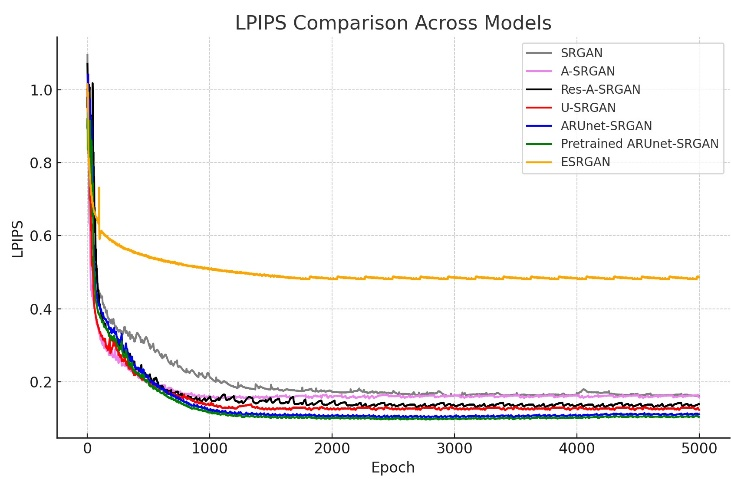 LPIPS Comparison Across Models
SRGAN
A-SRGAN
Res-A-SRGAN
U-SRGAN
ARUnet-SRGAN
Pretrained ARUnet-SRGAN
ESRGAN
LPIPS
1.0
0.8
0.6
0.4
0.2
0
1000
2000
3000
4000
5000
Epoch